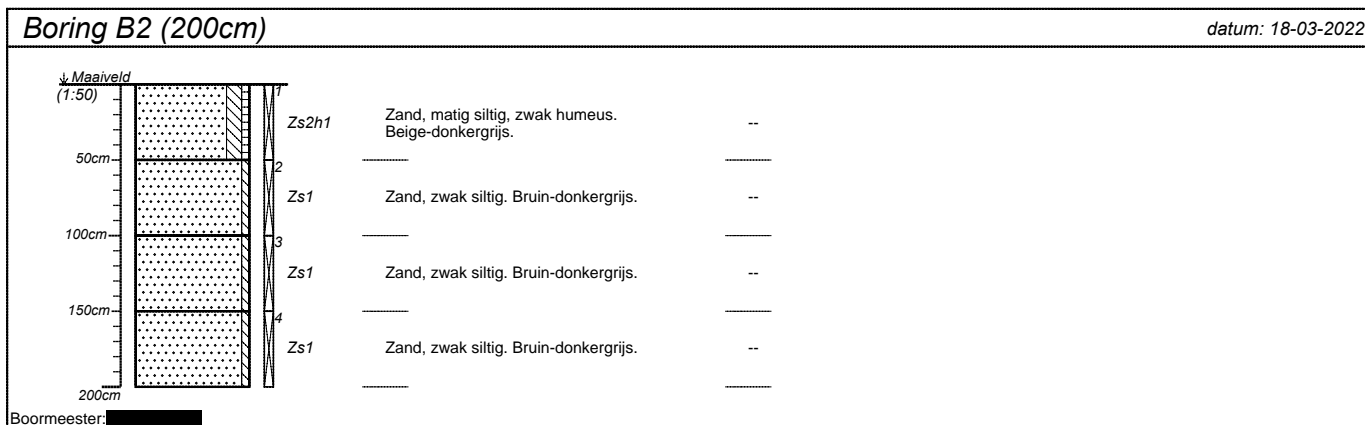 Boring B2 (200cm)
datum: 18-03-2022
Maaiveld
(1:50)
1
Zs2h1
Zand, matig siltig, zwak humeus.
Beige-donkergrijs.
--
50cm
2
Zs1
Zand, zwak siltig. Bruin-donkergrijs.
--
100cm
3
Zs1
Zand, zwak siltig. Bruin-donkergrijs.
--
150cm
4
Zs1
Zand, zwak siltig. Bruin-donkergrijs.
--
200cm
Boormeester: